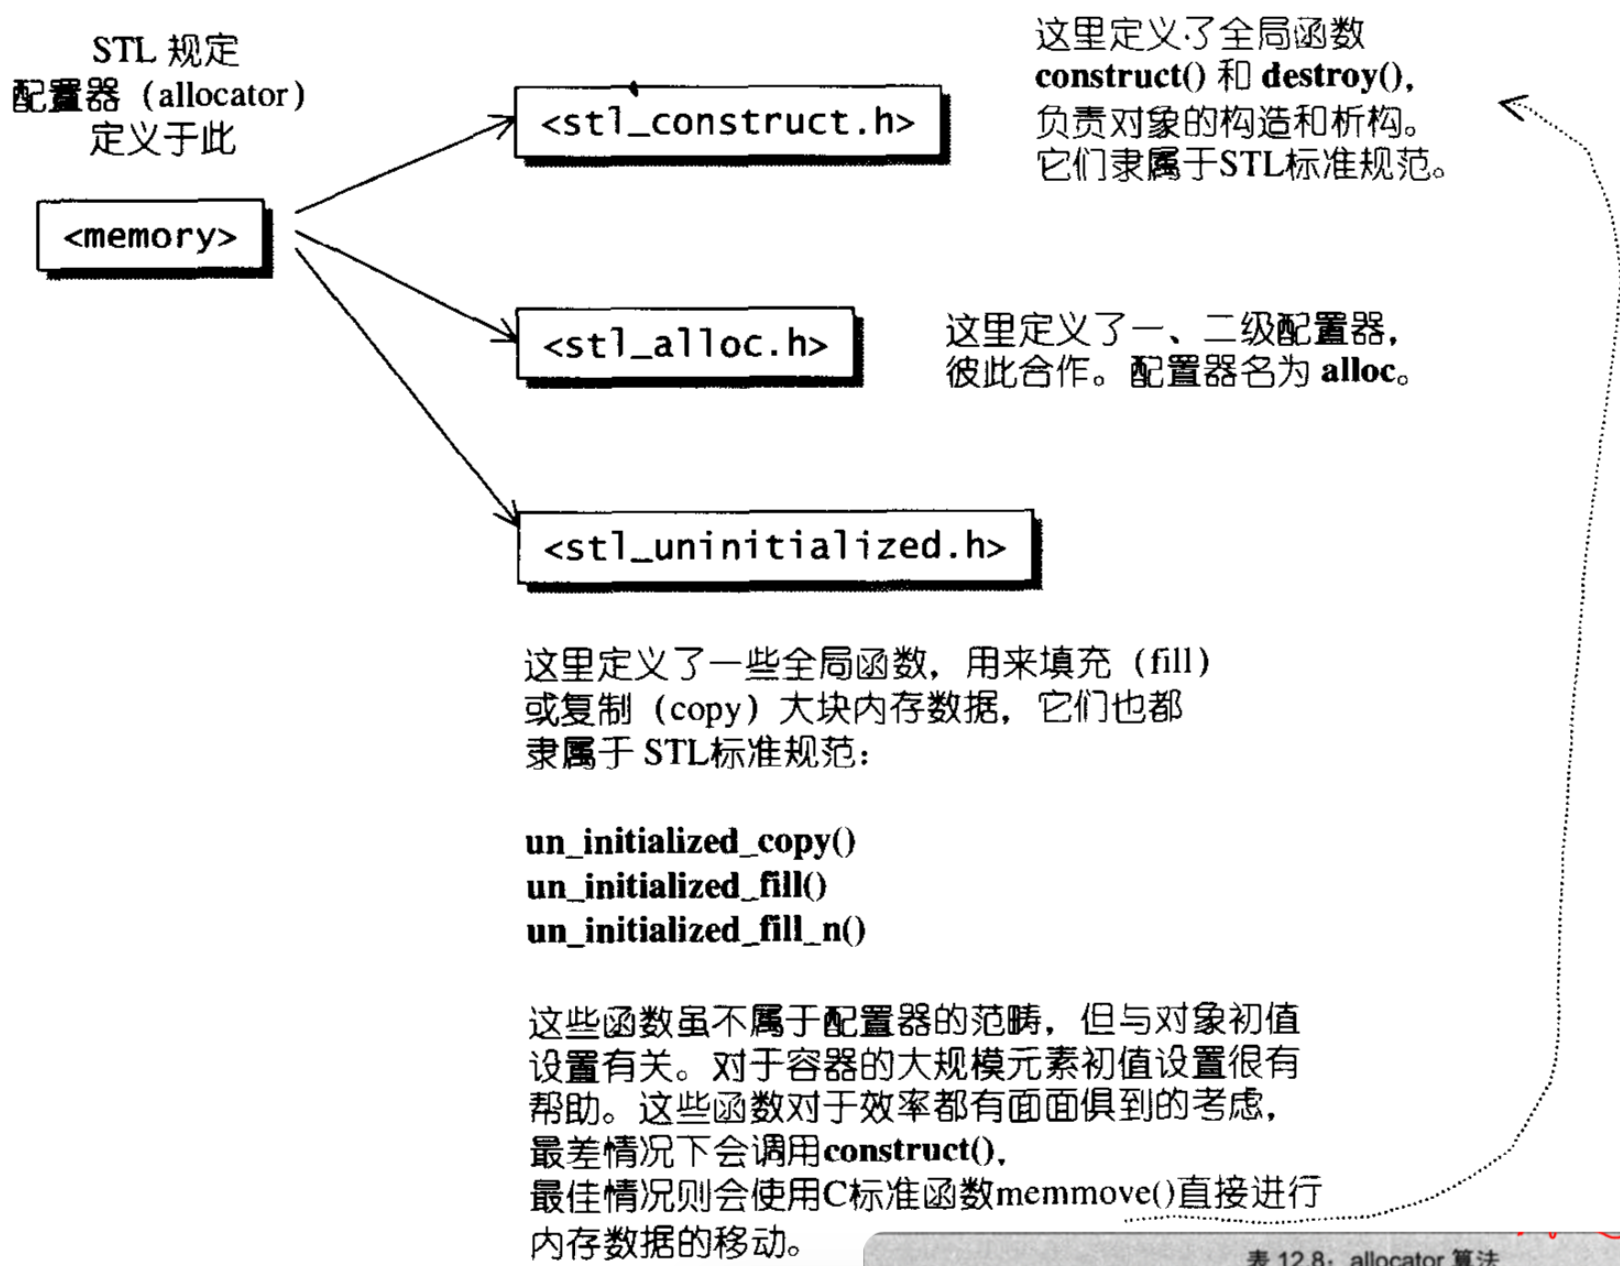 STL 规定
配置器（allocator）
定义于此
<memory>
<stl_construct.h>
这里定义了全局函数
construct() 和 destroy()，
负责对象的构造和析构。
它们隶属于STL标准规范。
<stl_alloc.h>
这里定义了一、二级配置器，
彼此合作。配置器名为 alloc。
<stl_uninitialized.h>
这里定义了一些全局函数，用来填充（fill）
或复制（copy）大块内存数据，它们也都
隶属于 STL标准规范：
un_initialized_copy()
un_initialized_fill()
un_initialized_fill_n()
这些函数虽不属于配置器的范畴，但与对象初值
设置有关。对于容器的大规模元素初值设置很有
帮助。这些函数对于效率都有面面俱到的考虑，
最差情况下会调用construct()，
最佳情况则会使用C标准函数memmove()直接进行
内存数据的移动。
表 12.8：allocator 算法